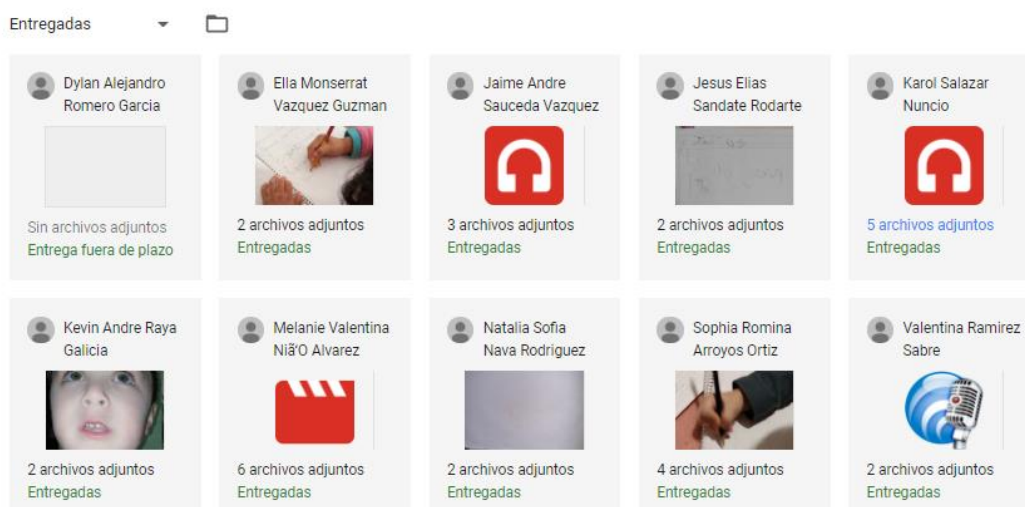 Entregadas
Dylan Alejandro
Romero Garcia
Sin archivos adjuntos
Entrega fuera de plazo
Ella Monserrat
Vazquez Guzman
2 archivos adjuntos
Entregadas
Jaime Andre
Sauceda Vazquez
3 archivos adjuntos
Entregadas
Jesus Elias
Sandate Rodarte
2 archivos adjuntos
Entregadas
Karol Salazar
Nuncio
5 archivos adjuntos
Entregadas
Kevin Andre Raya
Galicia
2 archivos adjuntos
Entregadas
Melanie Valentina
Niã‘O Alvarez
6 archivos adjuntos
Entregadas
Natalia Sofia
Nava Rodriguez
2 archivos adjuntos
Entregadas
Sophia Romina
Arroyos Ortiz
4 archivos adjuntos
Entregadas
Valentina Ramirez
Sabre
2 archivos adjuntos
Entregadas